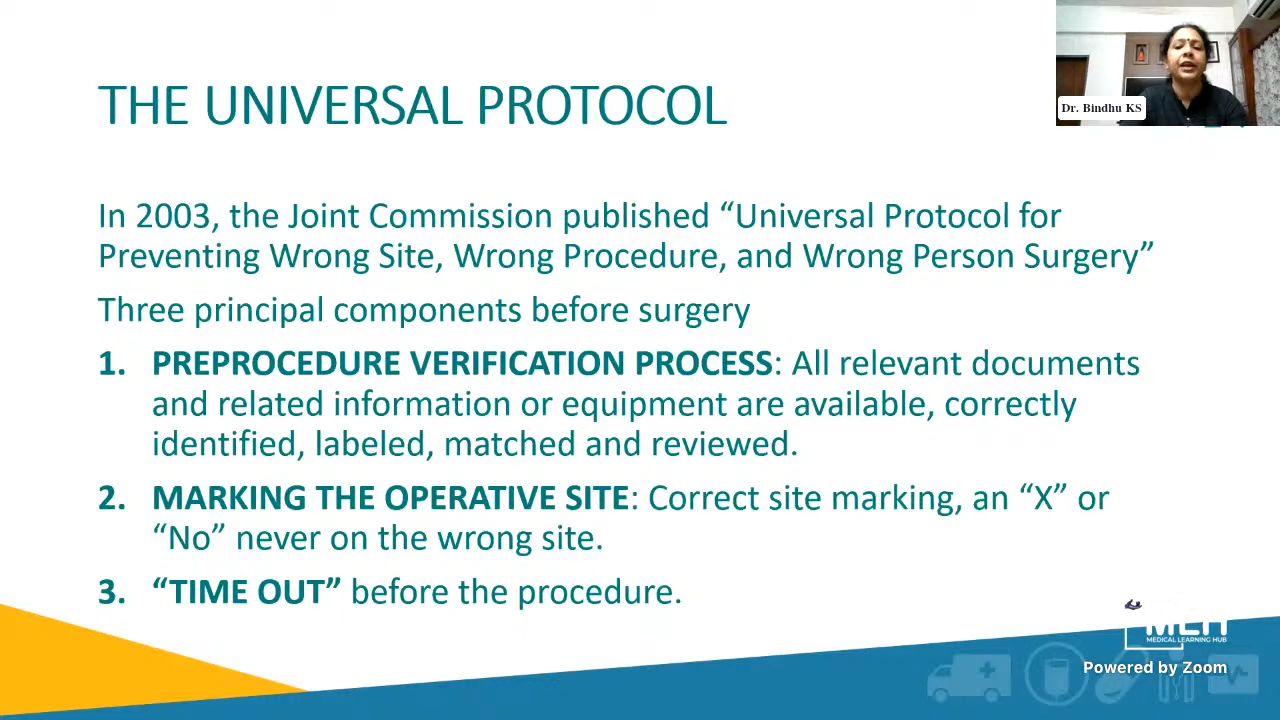 THE UNIVERSAL PROTOCOL
Dr. Bindhu KS
In 2003, the Joint Commission published “Universal Protocol for
Preventing Wrong Site, Wrong Procedure, and Wrong Person Surgery”
Three principal components before surgery
1. PREPROCEDURE VERIFICATION PROCESS: All relevant documents
and related information or equipment are available, correctly
identified, labeled, matched and reviewed.
2. MARKING THE OPERATIVE SITE: Correct site marking, an “X” or
“No” never on the wrong site.
3. “TIME OUT” before the procedure.
MEDICAL LEARNING HUB
Powered by Zoom